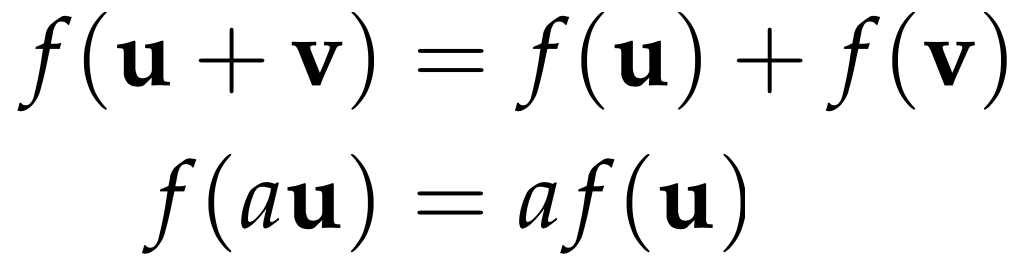 f(u + v) = f(u) + f(v)
f(au) = af(u)